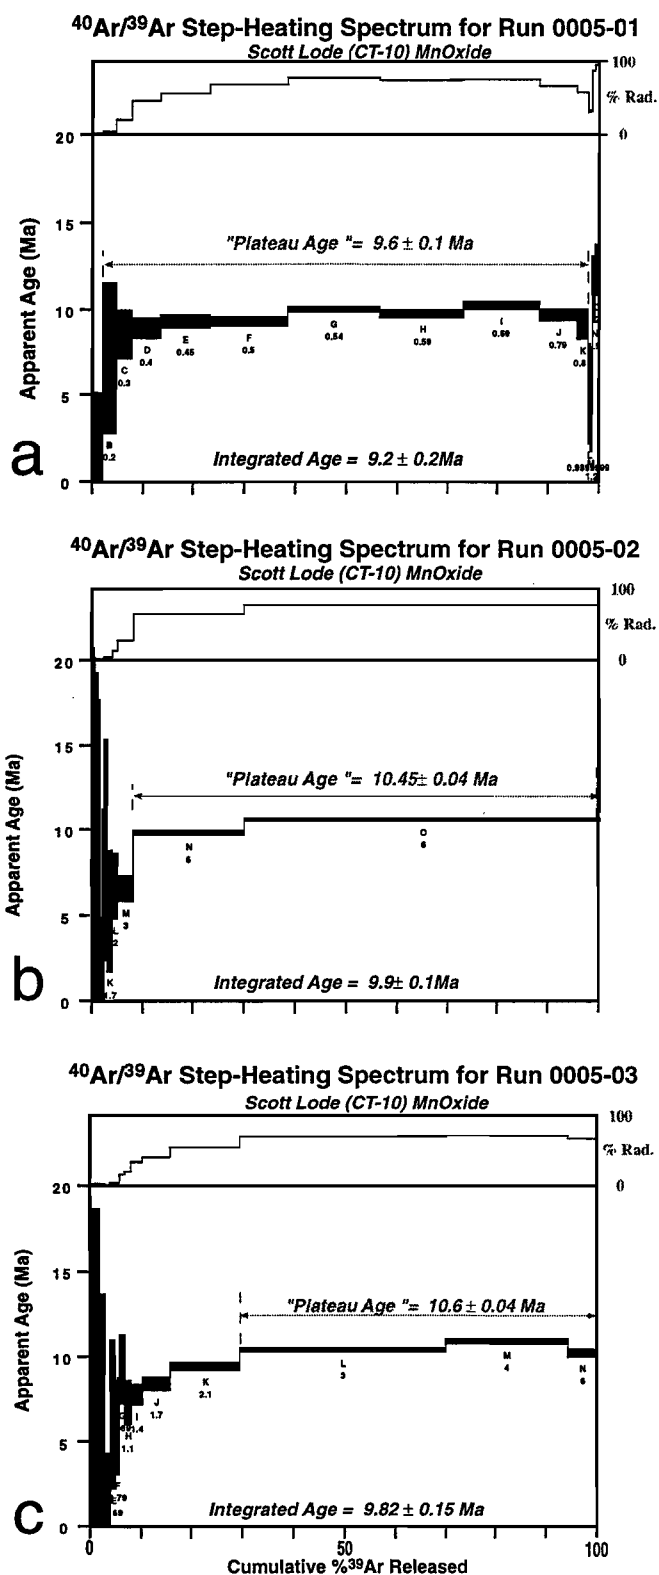 40Ar/39Ar Step-Heating Spectrum for Run 0005-01
Scott Lode (CT-10) MnOxide
100
% Rad.
0
20
15
10
5
0
Apparent Age (Ma)
"Plateau Age "= 9.6 ± 0.1 Ma
B
0.2
C
0.3
D
0.4
E
0.45
F
0.5
G
0.54
H
0.59
I
0.69
J
0.79
K
0.8
N
1.2
Integrated Age = 9.2 ± 0.2Ma
a
40Ar/39Ar Step-Heating Spectrum for Run 0005-02
Scott Lode (CT-10) MnOxide
100
% Rad.
0
20
15
10
5
0
Apparent Age (Ma)
"Plateau Age "= 10.45± 0.04 Ma
K
1.7
L
2
M
3
N
6
O
6
Integrated Age = 9.9± 0.1Ma
b
40Ar/39Ar Step-Heating Spectrum for Run 0005-03
Scott Lode (CT-10) MnOxide
100
% Rad.
0
20
15
10
5
0
Apparent Age (Ma)
"Plateau Age "= 10.6 ± 0.04 Ma
H
1.1
I
1.4
J
1.7
K
2.1
L
3
M
4
N
6
Integrated Age = 9.82 ± 0.15 Ma
c
0 50 100
Cumulative %39Ar Released